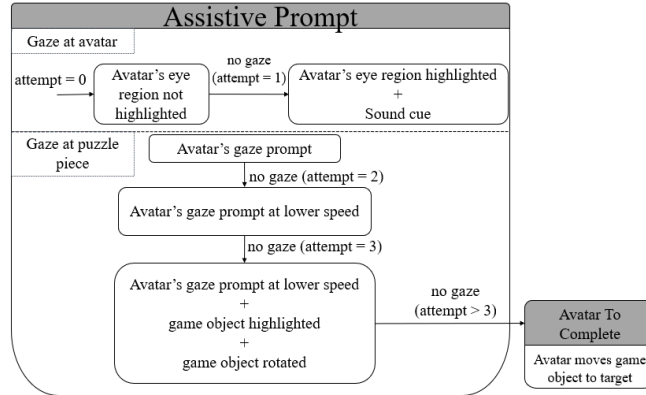 Assistive Prompt
Gaze at avatar
attempt = 0
Avatar's eye
region not
highlighted
no gaze
(attempt = 1)
Avatar's eye region highlighted
+
Sound cue
Gaze at puzzle
piece
Avatar's gaze prompt
no gaze (attempt = 2)
Avatar's gaze prompt at lower speed
no gaze (attempt = 3)
Avatar's gaze prompt at lower speed
+
game object highlighted
+
game object rotated
no gaze
(attempt > 3)
Avatar To
Complete
Avatar moves game
object to target